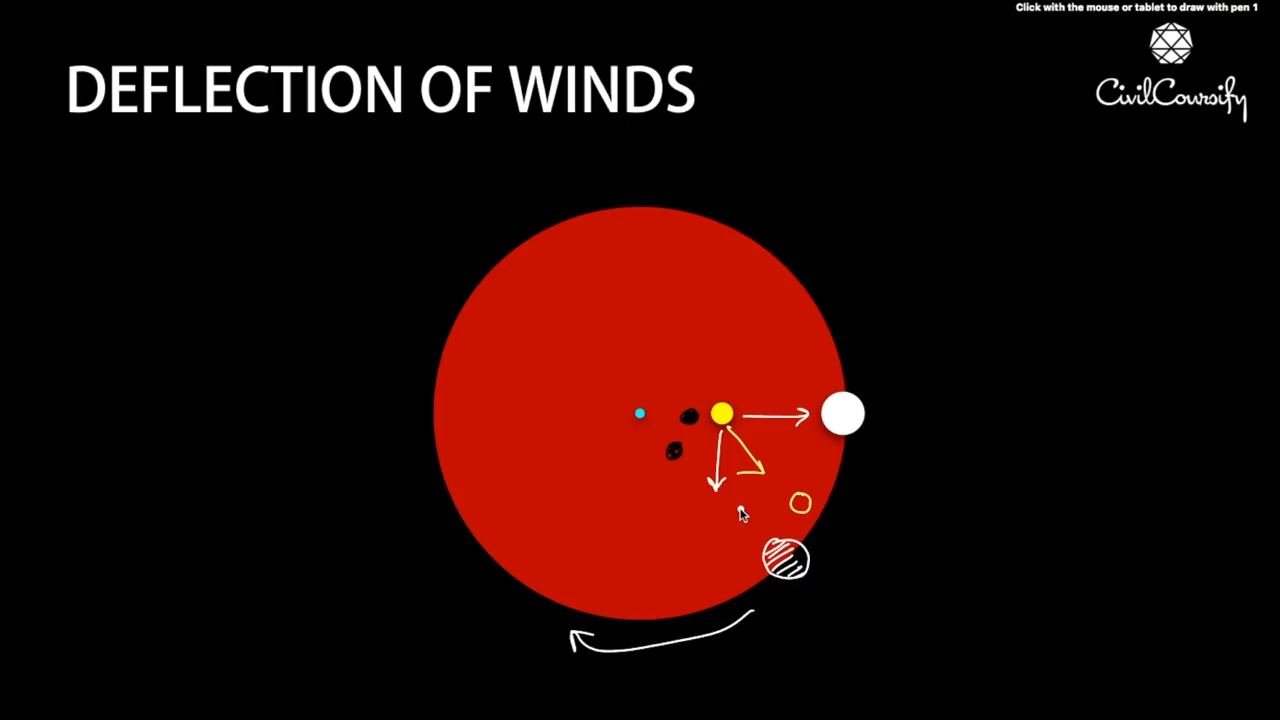 Click with the mouse or tablet to draw with pen 1
CivilCoursify
DEFLECTION OF WINDS